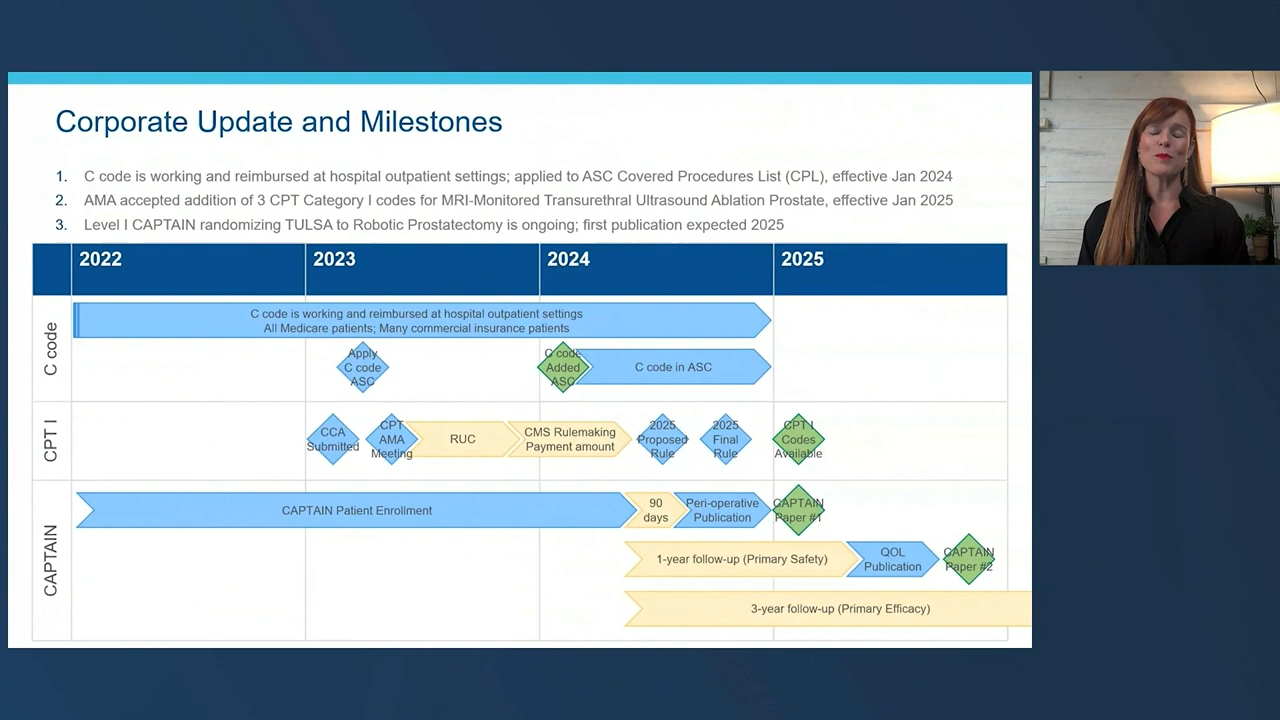 Corporate Update and Milestones
1. C code is working and reimbursed at hospital outpatient settings; applied to ASC Covered Procedures List (CPL), effective Jan 2024
2. AMA accepted addition of 3 CPT Category I codes for MRI-Monitored Transurethral Ultrasound Ablation Prostate, effective Jan 2025
3. Level I CAPTAIN randomizing TULSA to Robotic Prostatectomy is ongoing; first publication expected 2025
2022
2023
2024
2025
C code
C code is working and reimbursed at hospital outpatient settings
All Medicare patients; Many commercial insurance patients
Apply
C code
ASC
C code
Added
ASC
C code in ASC
CPT I
CCA
Submitted
CPT
AMA
Meeting
RUC
CMS Rulemaking
Payment amount
2025
Proposed
Rule
2025
Final
Rule
CPT I
Codes
Available
CAPTAIN
CAPTAIN Patient Enrollment
90
days
Peri-operative
Publication
CAPTAIN
Paper #1
1-year follow-up (Primary Safety)
QOL
Publication
CAPTAIN
Paper #2
3-year follow-up (Primary Efficacy)